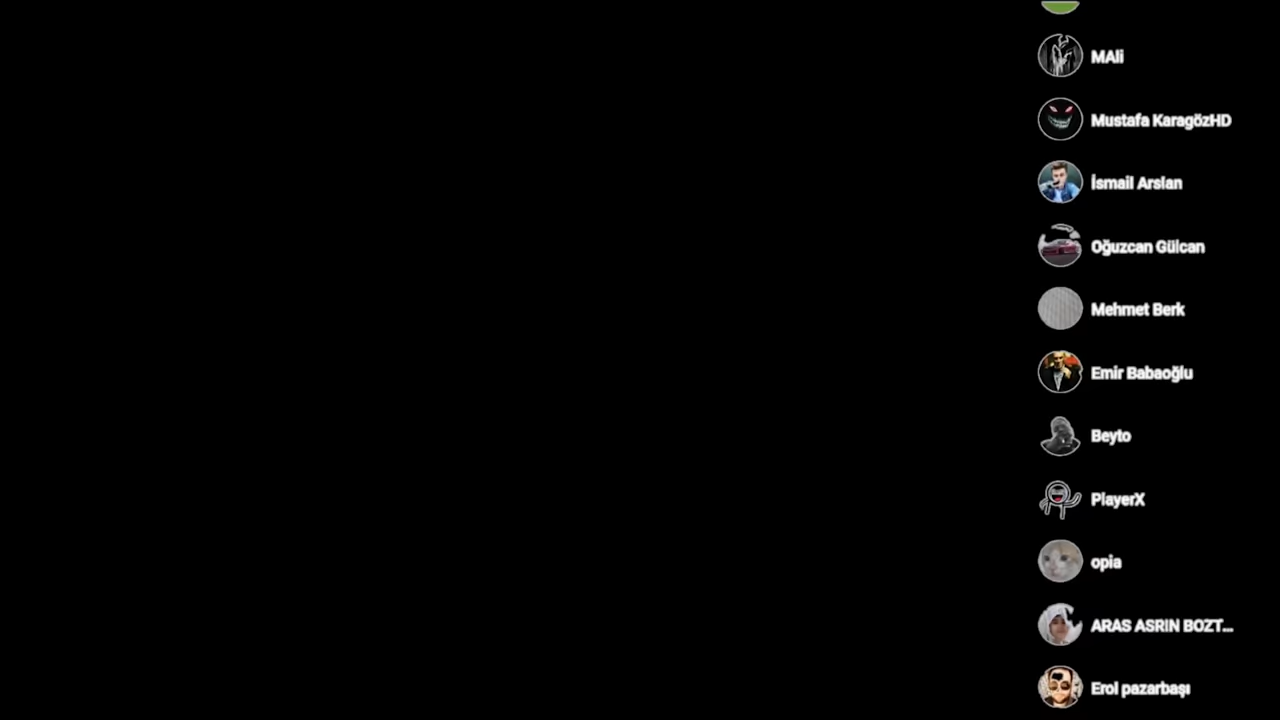 MAli
Mustafa KaragözHD
İsmail Arslan
Oğuzcan Gülcan
Mehmet Berk
Emir Babaoğlu
Beyto
PlayerX
opia
ARAS ASRIN BOZT...
Erol pazarbaşı